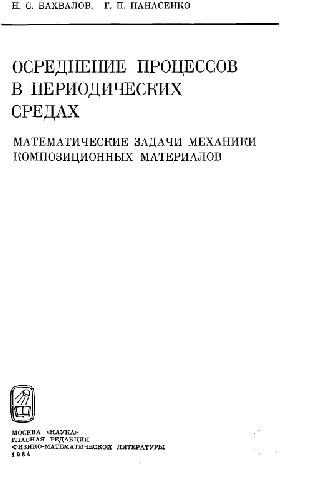 Н. С. БАХВАЛОВ, Г. П. ПАНАСЕНКО
ОСРЕДНЕНИЕ ПРОЦЕССОВ
В ПЕРИОДИЧЕСКИХ
СРЕДАХ
МАТЕМАТИЧЕСКИЕ ЗАДАЧИ МЕХАНИКИ
КОМПОЗИЦИОННЫХ МАТЕРИАЛОВ
МОСКВА «НАУКА»
ГЛАВНАЯ РЕДАКЦИЯ
ФИЗИКО-МАТЕМАТИЧЕСКОЙ ЛИТЕРАТУРЫ
1984